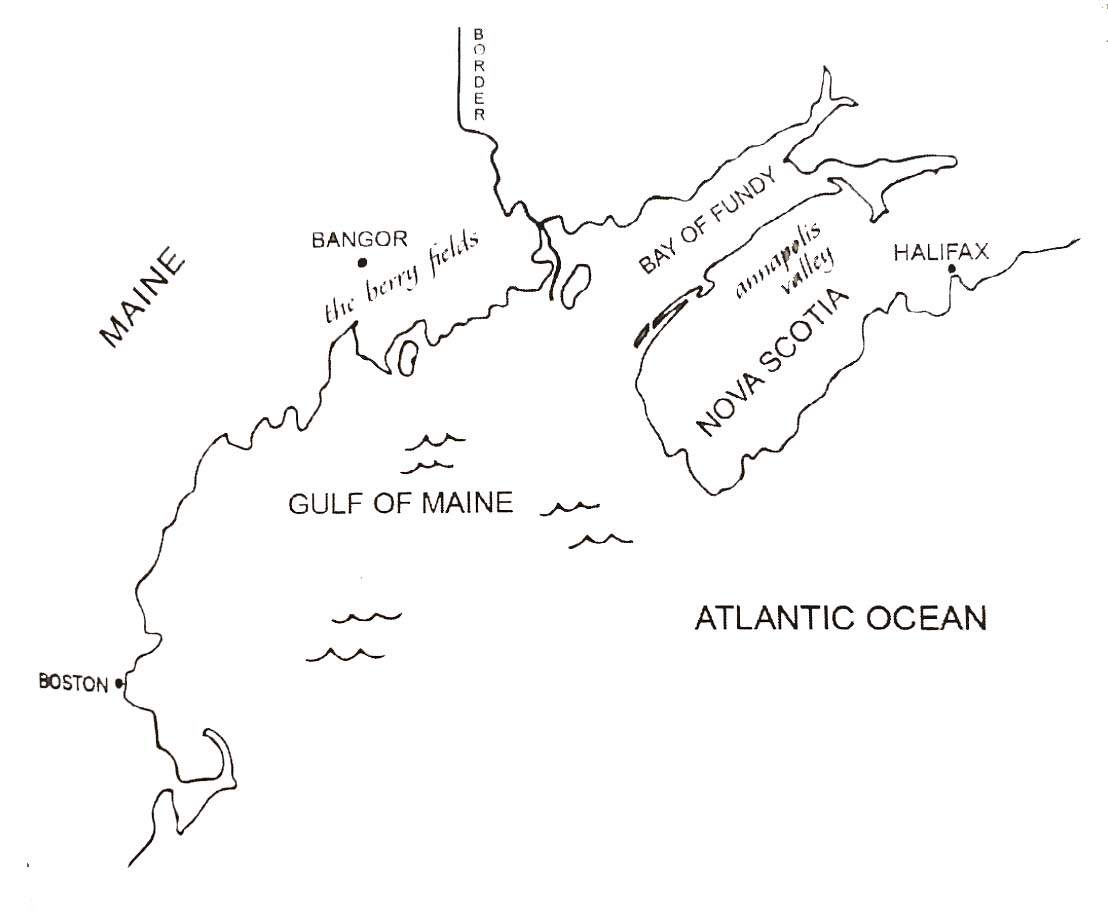 BORDER
BANGOR
the berry fields
MAINE
BAY OF FUNDY
annapolis
valley
HALIFAX
NOVA SCOTIA
GULF OF MAINE
ATLANTIC OCEAN
BOSTON